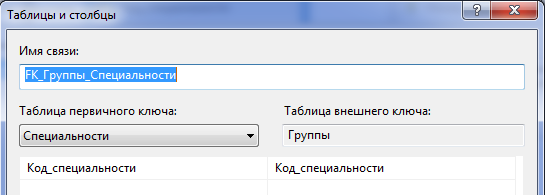 Таблицы и столбцы
Имя связи:
FK_Группы_Специальности
Таблица первичного ключа: Таблица внешнего ключа:
Специальности Группы
Код_специальности Код_специальности